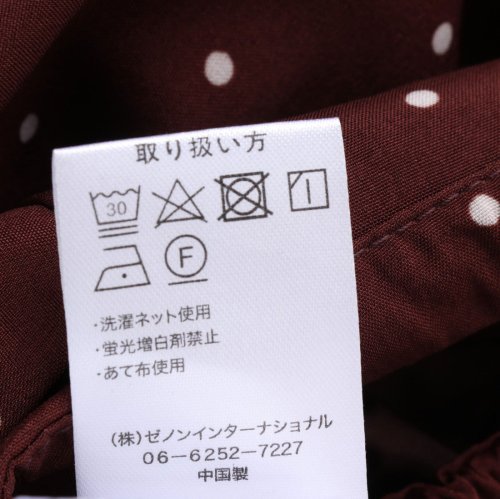 取り扱い方
30
F
・洗濯ネット使用
・蛍光増白剤禁止
・あて布使用
(株)ゼノンインターナショナル
06-6252-7227
中国製